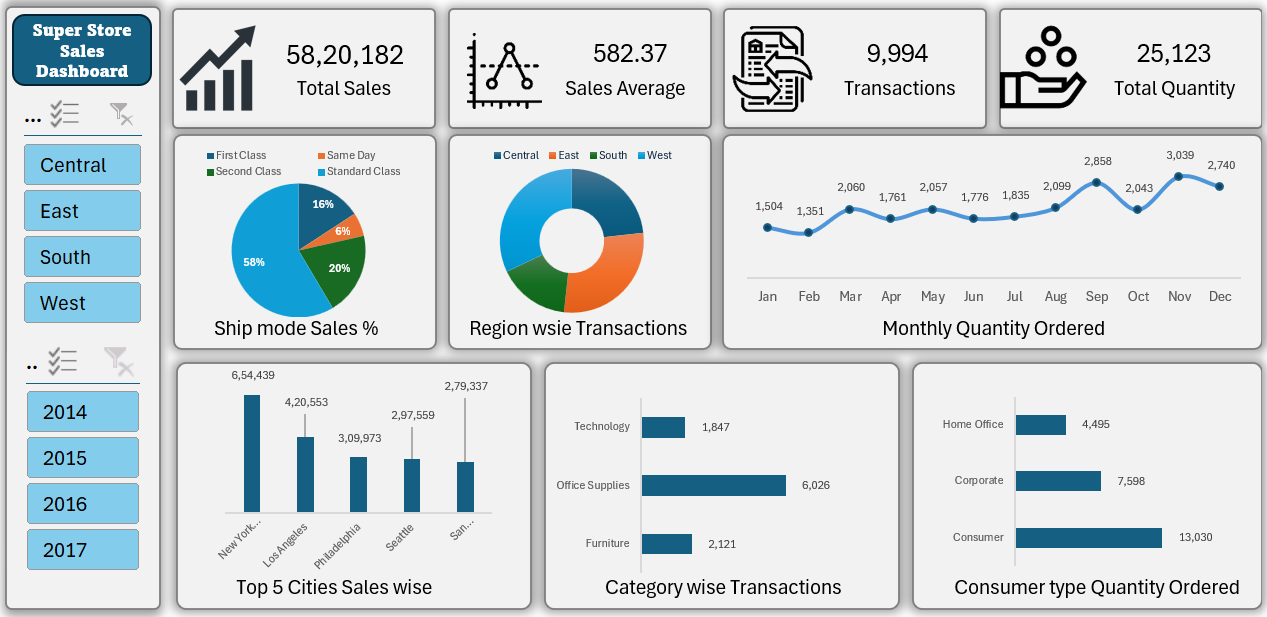 Super Store
Sales
Dashboard
...
Central
East
South
West
..
2014
2015
2016
2017
58,20,182
Total Sales
582.37
Sales Average
9,994
Transactions
25,123
Total Quantity
First Class
Same Day
Second Class
Standard Class
16%
6%
20%
58%
Ship mode Sales %
Central
East
South
West
Region wsie Transactions
1,504
1,351
2,060
1,761
2,057
1,776
1,835
2,099
2,858
2,043
3,039
2,740
Jan
Feb
Mar
Apr
May
Jun
Jul
Aug
Sep
Oct
Nov
Dec
Monthly Quantity Ordered
6,54,439
4,20,553
3,09,973
2,97,559
2,79,337
New York...
Los Angeles
Philadelphia
Seattle
San...
Top 5 Cities Sales wise
Technology
1,847
Office Supplies
6,026
Furniture
2,121
Category wise Transactions
Home Office
4,495
Corporate
7,598
Consumer
13,030
Consumer type Quantity Ordered